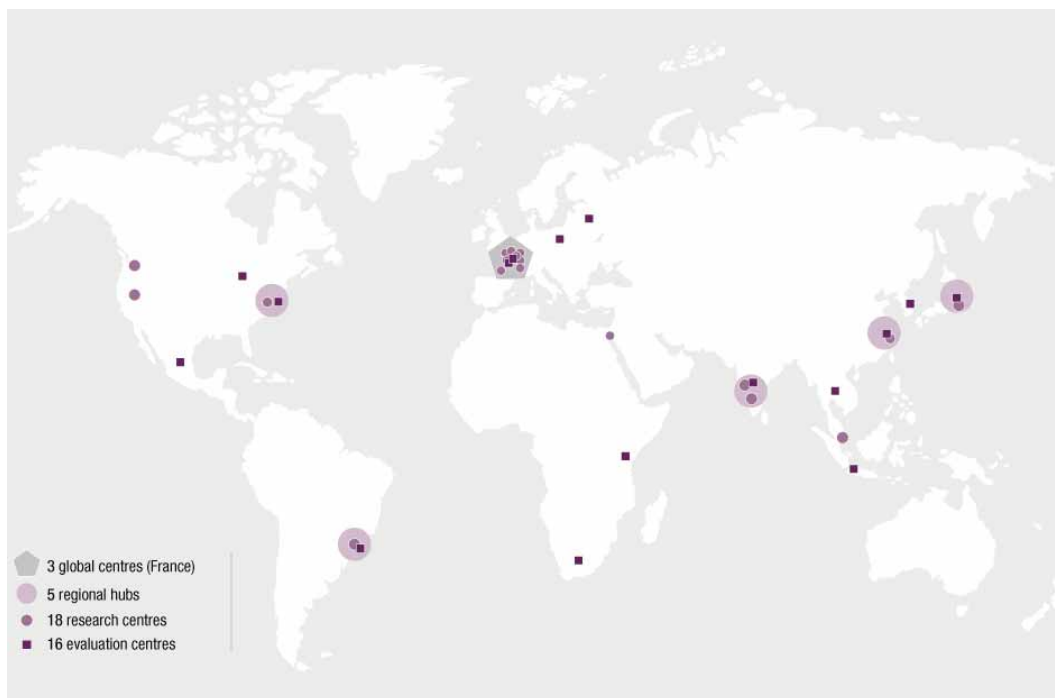 3 global centres (France)
5 regional hubs
18 research centres
16 evaluation centres